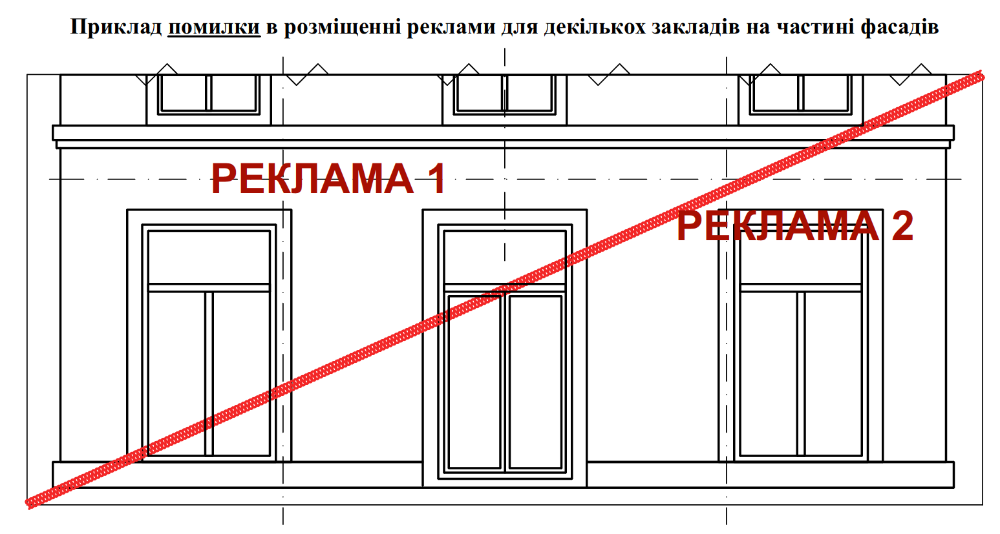 Приклад помилки в розміщенні реклами для декількох закладів на частині фасадів
РЕКЛАМА 1
РЕКЛАМА 2